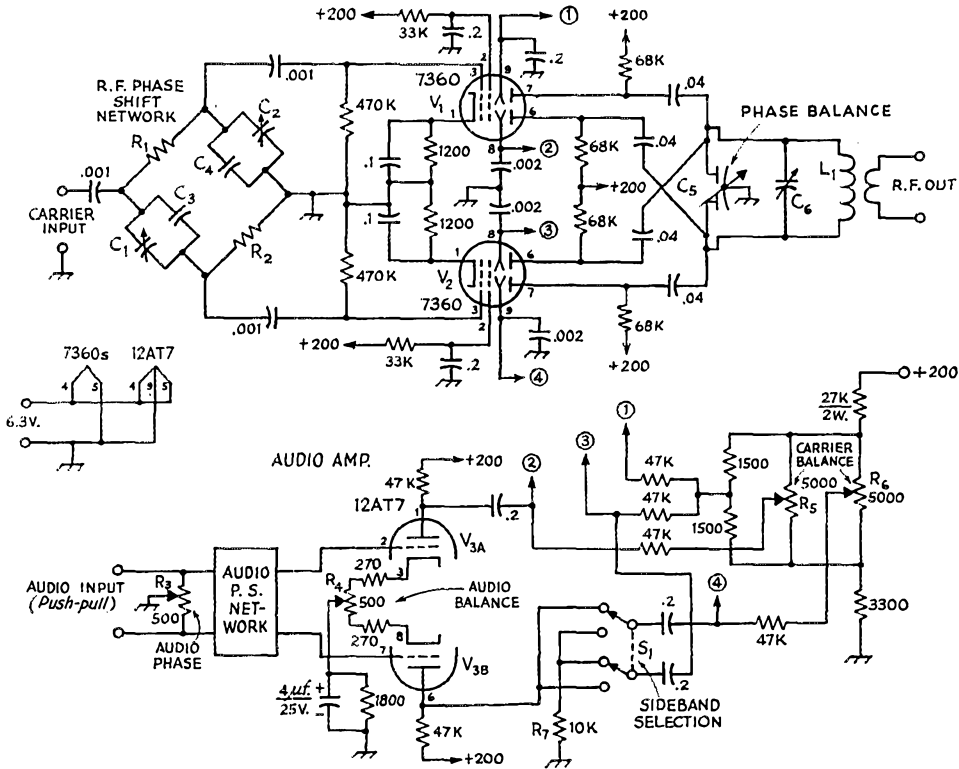 +200
33K
.2
①
.2
+200
68K
.04
R.F. PHASE
SHIFT
NETWORK
.001
2
3
7360
9
7
V1
1
6
8
②
C2
R1
C4
470K
1200
.1
.002
68K
.04
PHASE BALANCE
.001
CARRIER
INPUT
C3
C1
R2
.1
1200
.002
+200
68K
C5
C6
L1
R.F. OUT
470K
8
③
.04
1
6
V2
7
7360
3
2
9
.04
.001
+200
33K
.2
.002
④
68K
+200
7360s
12AT7
4
5
4
9
5
6.3V.
+200
27K
2W.
①
③
②
AUDIO AMP.
+200
47K
12AT7
1
.2
47K
47K
47K
1500
1500
CARRIER
BALANCE
5000
R5
R6
5000
2
V3A
3
270
R4
500
AUDIO
BALANCE
270
8
7
V3B
6
AUDIO INPUT
(Push-pull)
R3
500
AUDIO
PHASE
AUDIO
P. S.
NET-
WORK
4μf.
25V.
+
-
1800
47K
+200
.2
④
47K
3300
S1
.2
SIDEBAND
SELECTION
R7
10K